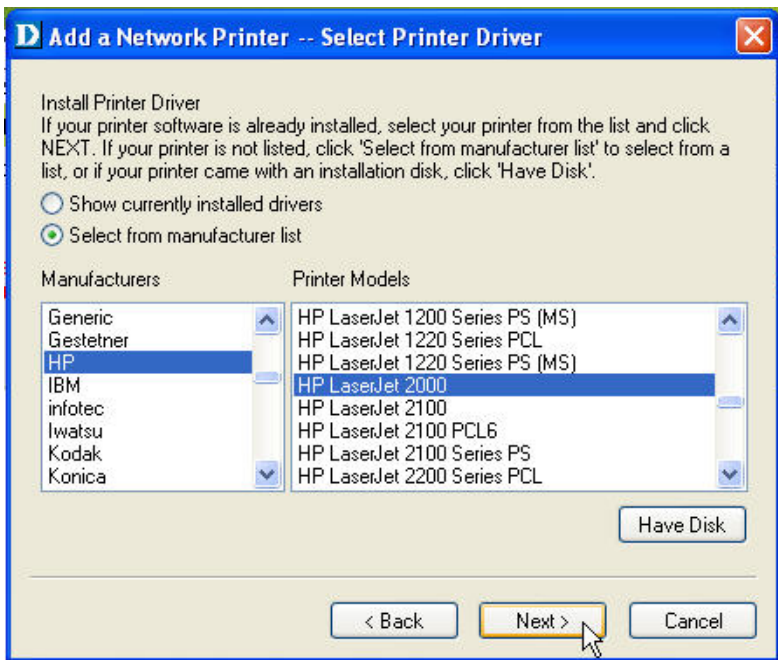 D Add a Network Printer -- Select Printer Driver
Install Printer Driver
If your printer software is already installed, select your printer from the list and click
NEXT. If your printer is not listed, click 'Select from manufacturer list' to select from a
list, or if your printer came with an installation disk, click 'Have Disk'.
Show currently installed drivers
Select from manufacturer list
Manufacturers
Generic
Gestetner
HP
IBM
infotec
Iwatsu
Kodak
Konica
Printer Models
HP LaserJet 1200 Series PS (MS)
HP LaserJet 1220 Series PCL
HP LaserJet 1220 Series PS (MS)
HP LaserJet 2000
HP LaserJet 2100
HP LaserJet 2100 PCL6
HP LaserJet 2100 Series PS
HP LaserJet 2200 Series PCL
Have Disk
< Back
Next >
Cancel